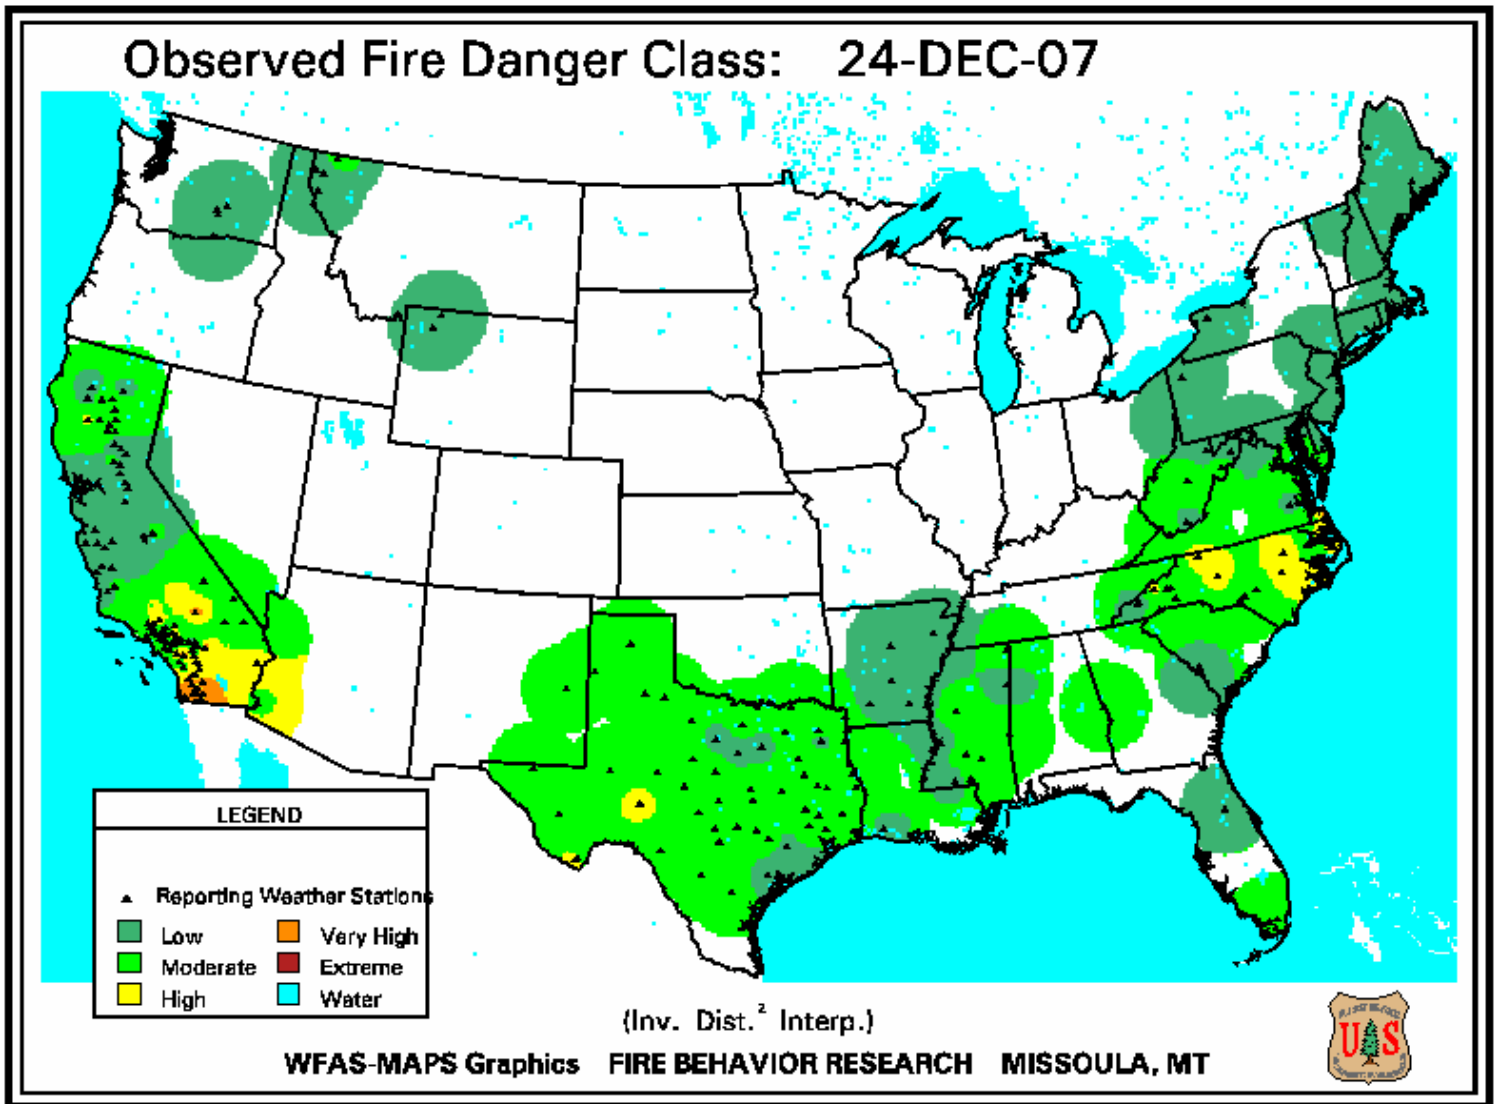 Observed Fire Danger Class: 24-DEC-07
LEGEND
Reporting Weather Stations
Low
Very High
Moderate
Extreme
High
Water
(Inv. Dist.² Interp.)
WFAS-MAPS Graphics FIRE BEHAVIOR RESEARCH MISSOULA, MT
U S